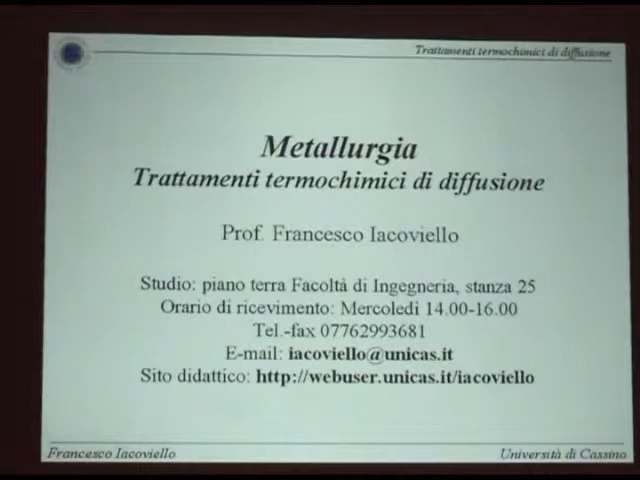 Trattamenti termochimici di diffusione
Metallurgia
Trattamenti termochimici di diffusione
Prof. Francesco Iacoviello
Studio: piano terra Facoltà di Ingegneria, stanza 25
Orario di ricevimento: Mercoledì 14.00-16.00
Tel.-fax 07762993681
E-mail: iacoviello@unicas.it
Sito didattico: http://webuser.unicas.it/iacoviello
Francesco Iacoviello
Università di Cassino